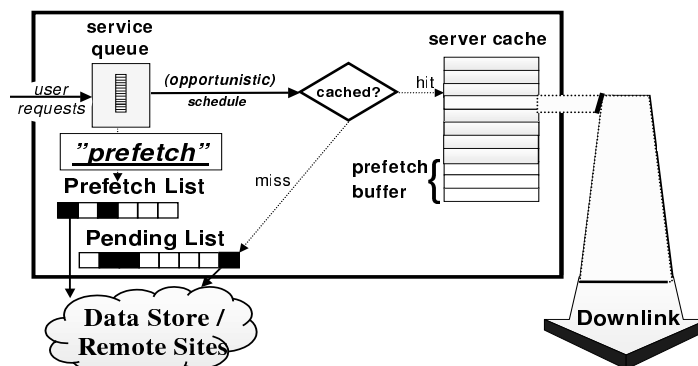 service
queue
server cache
user
requests
(opportunistic)
schedule
cached?
hit
"prefetch"
miss
prefetch
buffer
Prefetch List
Pending List
Data Store /
Remote Sites
Downlink